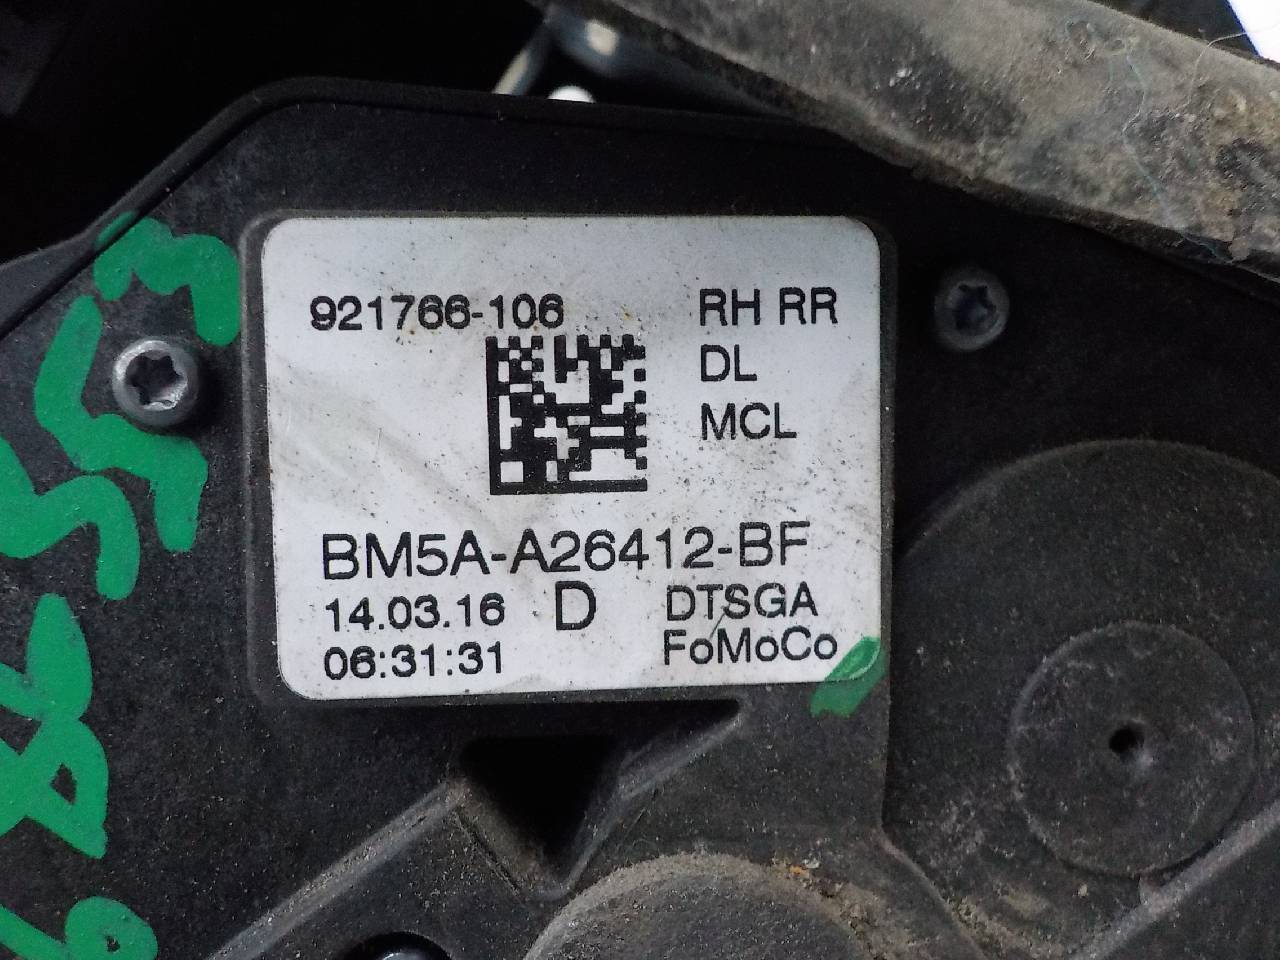 921766-106 RH RR
DL
MCL
BM5A-A26412-BF
14.03.16 D DTSGA
06:31:31 FoMoCo